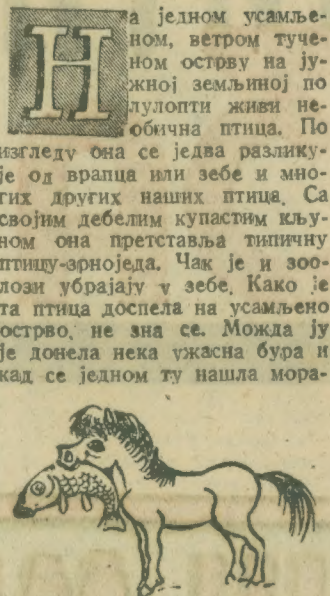 На једном усамље-
ном, ветром туче-
ном острву на ју-
жној земљиној по
лулопти живи не-
обична птица. По
изгледу она се једва разлику-
је од врапца или зебе и мно-
гих других наших птица. Са
својим дебелим купастим кљу-
ном она претставља типичну
птицу-зрноједа. Чак је и зоо-
лози убрајају у зебе. Како је
та птица доспела на усамљено
острво, не зна се. Можда ју
је донела нека ужасна бура и
кад се једном ту нашла мора-